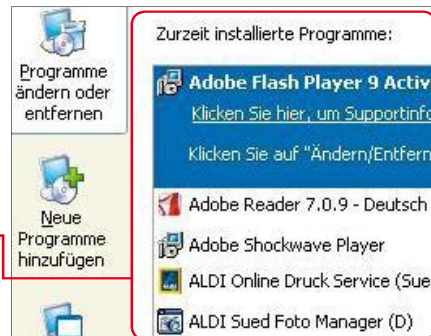 Programme
ändern oder
entfernen
Neue
Programme
hinzufügen
Zurzeit installierte Programme:
Adobe Flash Player 9 Activ
Klicken Sie hier, um Supportinfo
Klicken Sie auf "Ändern/Entfern
Adobe Reader 7.0.9 - Deutsch
Adobe Shockwave Player
ALDI Online Druck Service (Sue
ALDI Sued Foto Manager (D)